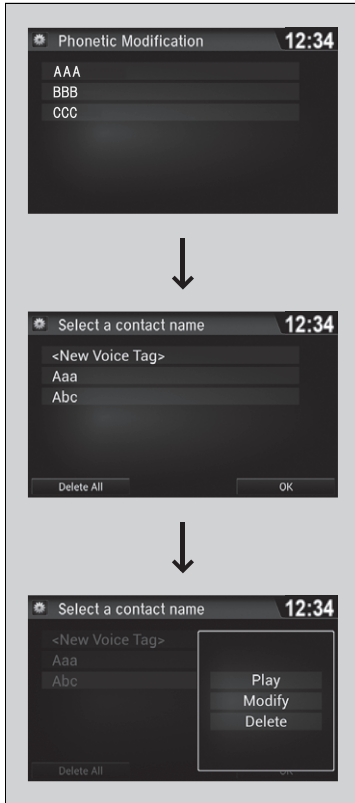 Phonetic Modification 12:34
AAA
BBB
CCC
Select a contact name 12:34
<New Voice Tag>
Aaa
Abc
Delete All OK
Select a contact name 12:34
<New Voice Tag>
Aaa
Abc
Play
Modify
Delete
Delete All OK